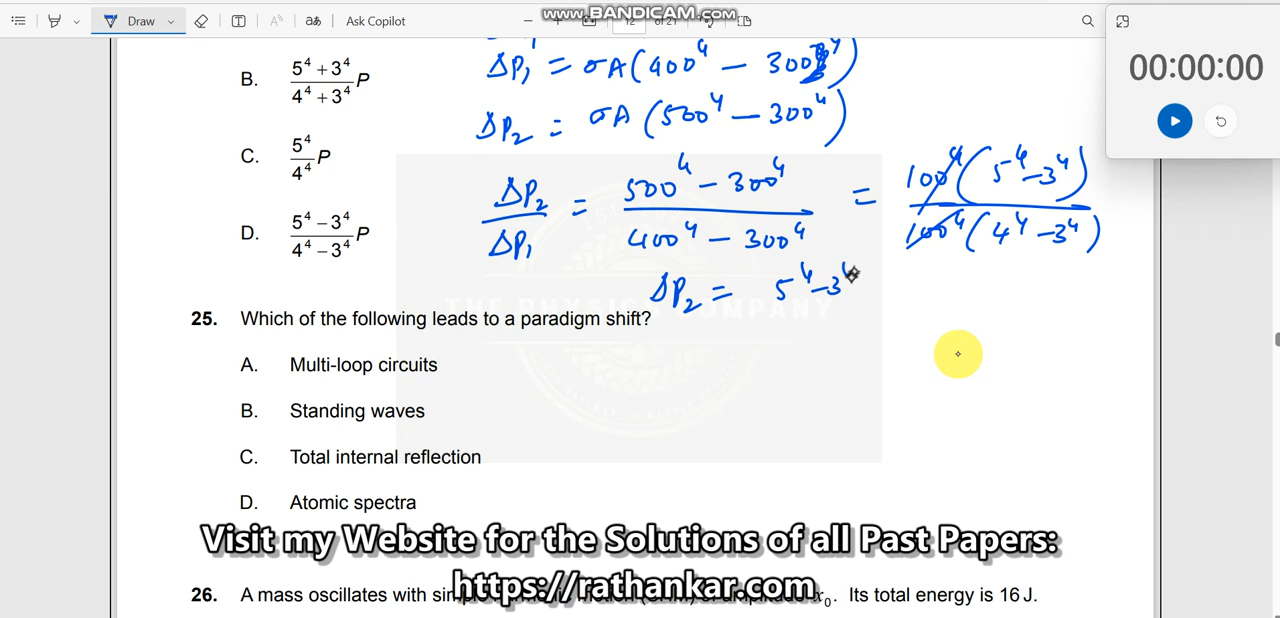 www.BANDICAM.com
Draw
Ask Copilot
00:00:00
B. 5⁴ + 3⁴ / 4⁴ + 3⁴ P
ΔP₁ = σA(400⁴ − 300⁴)
ΔP₂ = σA(500⁴ − 300⁴)
C. 5⁴ / 4⁴ P
ΔP₂ / ΔP₁ = 500⁴ − 300⁴ / 400⁴ − 300⁴ = 100⁴(5⁴ − 3⁴) / 100⁴(4⁴ − 3⁴)
D. 5⁴ − 3⁴ / 4⁴ − 3⁴ P
ΔP₂ = 5⁴ − 3⁴
THE PHYSICS COMPANY
25. Which of the following leads to a paradigm shift?
A. Multi-loop circuits
B. Standing waves
C. Total internal reflection
D. Atomic spectra
Visit my Website for the Solutions of all Past Papers:
https://rathankar.com
26. A mass oscillates with x₀. Its total energy is 16 J.